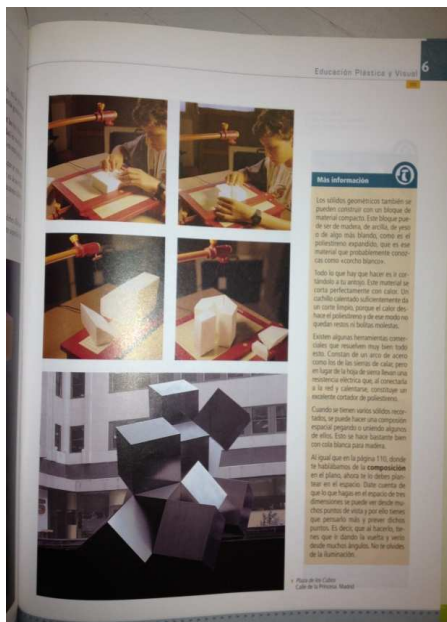 Educación Plástica y Visual
6
Más información
Los sólidos geométricos también se
pueden construir con un bloque de
material compacto. Este bloque pue-
de ser de madera, de arcilla, de yeso
o de algo más blando, como es el
poliestireno expandido, que es ese
material que probablemente conoz-
cas como «corcho blanco».
Todo lo que hay que hacer es ir cor-
tándolo a tu antojo. Este material se
corta perfectamente con calor. Un
cuchillo calentado suficientemente da
un corte limpio, porque el calor des-
hace el poliestireno y de ese modo no
quedan restos ni bolitas molestas.
Existen algunas herramientas comer-
ciales que resuelven muy bien todo
esto. Constan de un arco de acero
como los de las sierras de calar, pero
en lugar de la hoja de sierra llevan una
resistencia eléctrica que, al conectarla
a la red y calentarse, constituye un
excelente cortador de poliestireno.
Cuando se tienen varios sólidos recor-
tados, se puede hacer una composición
espacial pegando o uniendo algunos
de ellos. Esto se hace bastante bien
con cola blanca para madera.
Al igual que en la página 110, donde
te hablábamos de la composición
en el plano, ahora te lo debes plan-
tear en el espacio. Date cuenta de
que lo que hagas en el espacio de tres
dimensiones se puede ver desde mu-
chos puntos de vista y por ello tienes
que pensarlo más y prever dichos
puntos. Es decir, que al hacerlo, tie-
nes que ir dando la vuelta y verlo
desde muchos ángulos. No te olvides
de la iluminación.
Plaza de los Cubos
Calle de la Princesa. Madrid